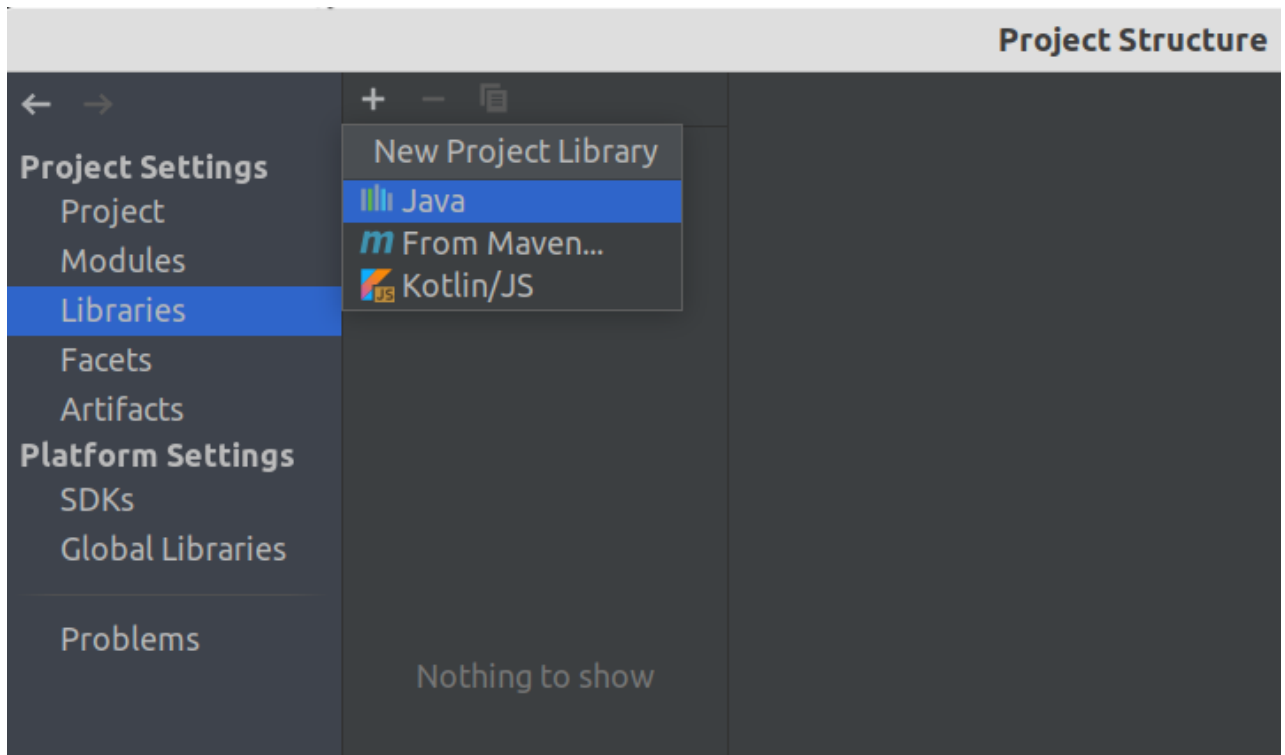 Project Structure
Project Settings
Project
Modules
Libraries
Facets
Artifacts
Platform Settings
SDKs
Global Libraries
Problems
New Project Library
Java
m From Maven...
JS Kotlin/JS
Nothing to show